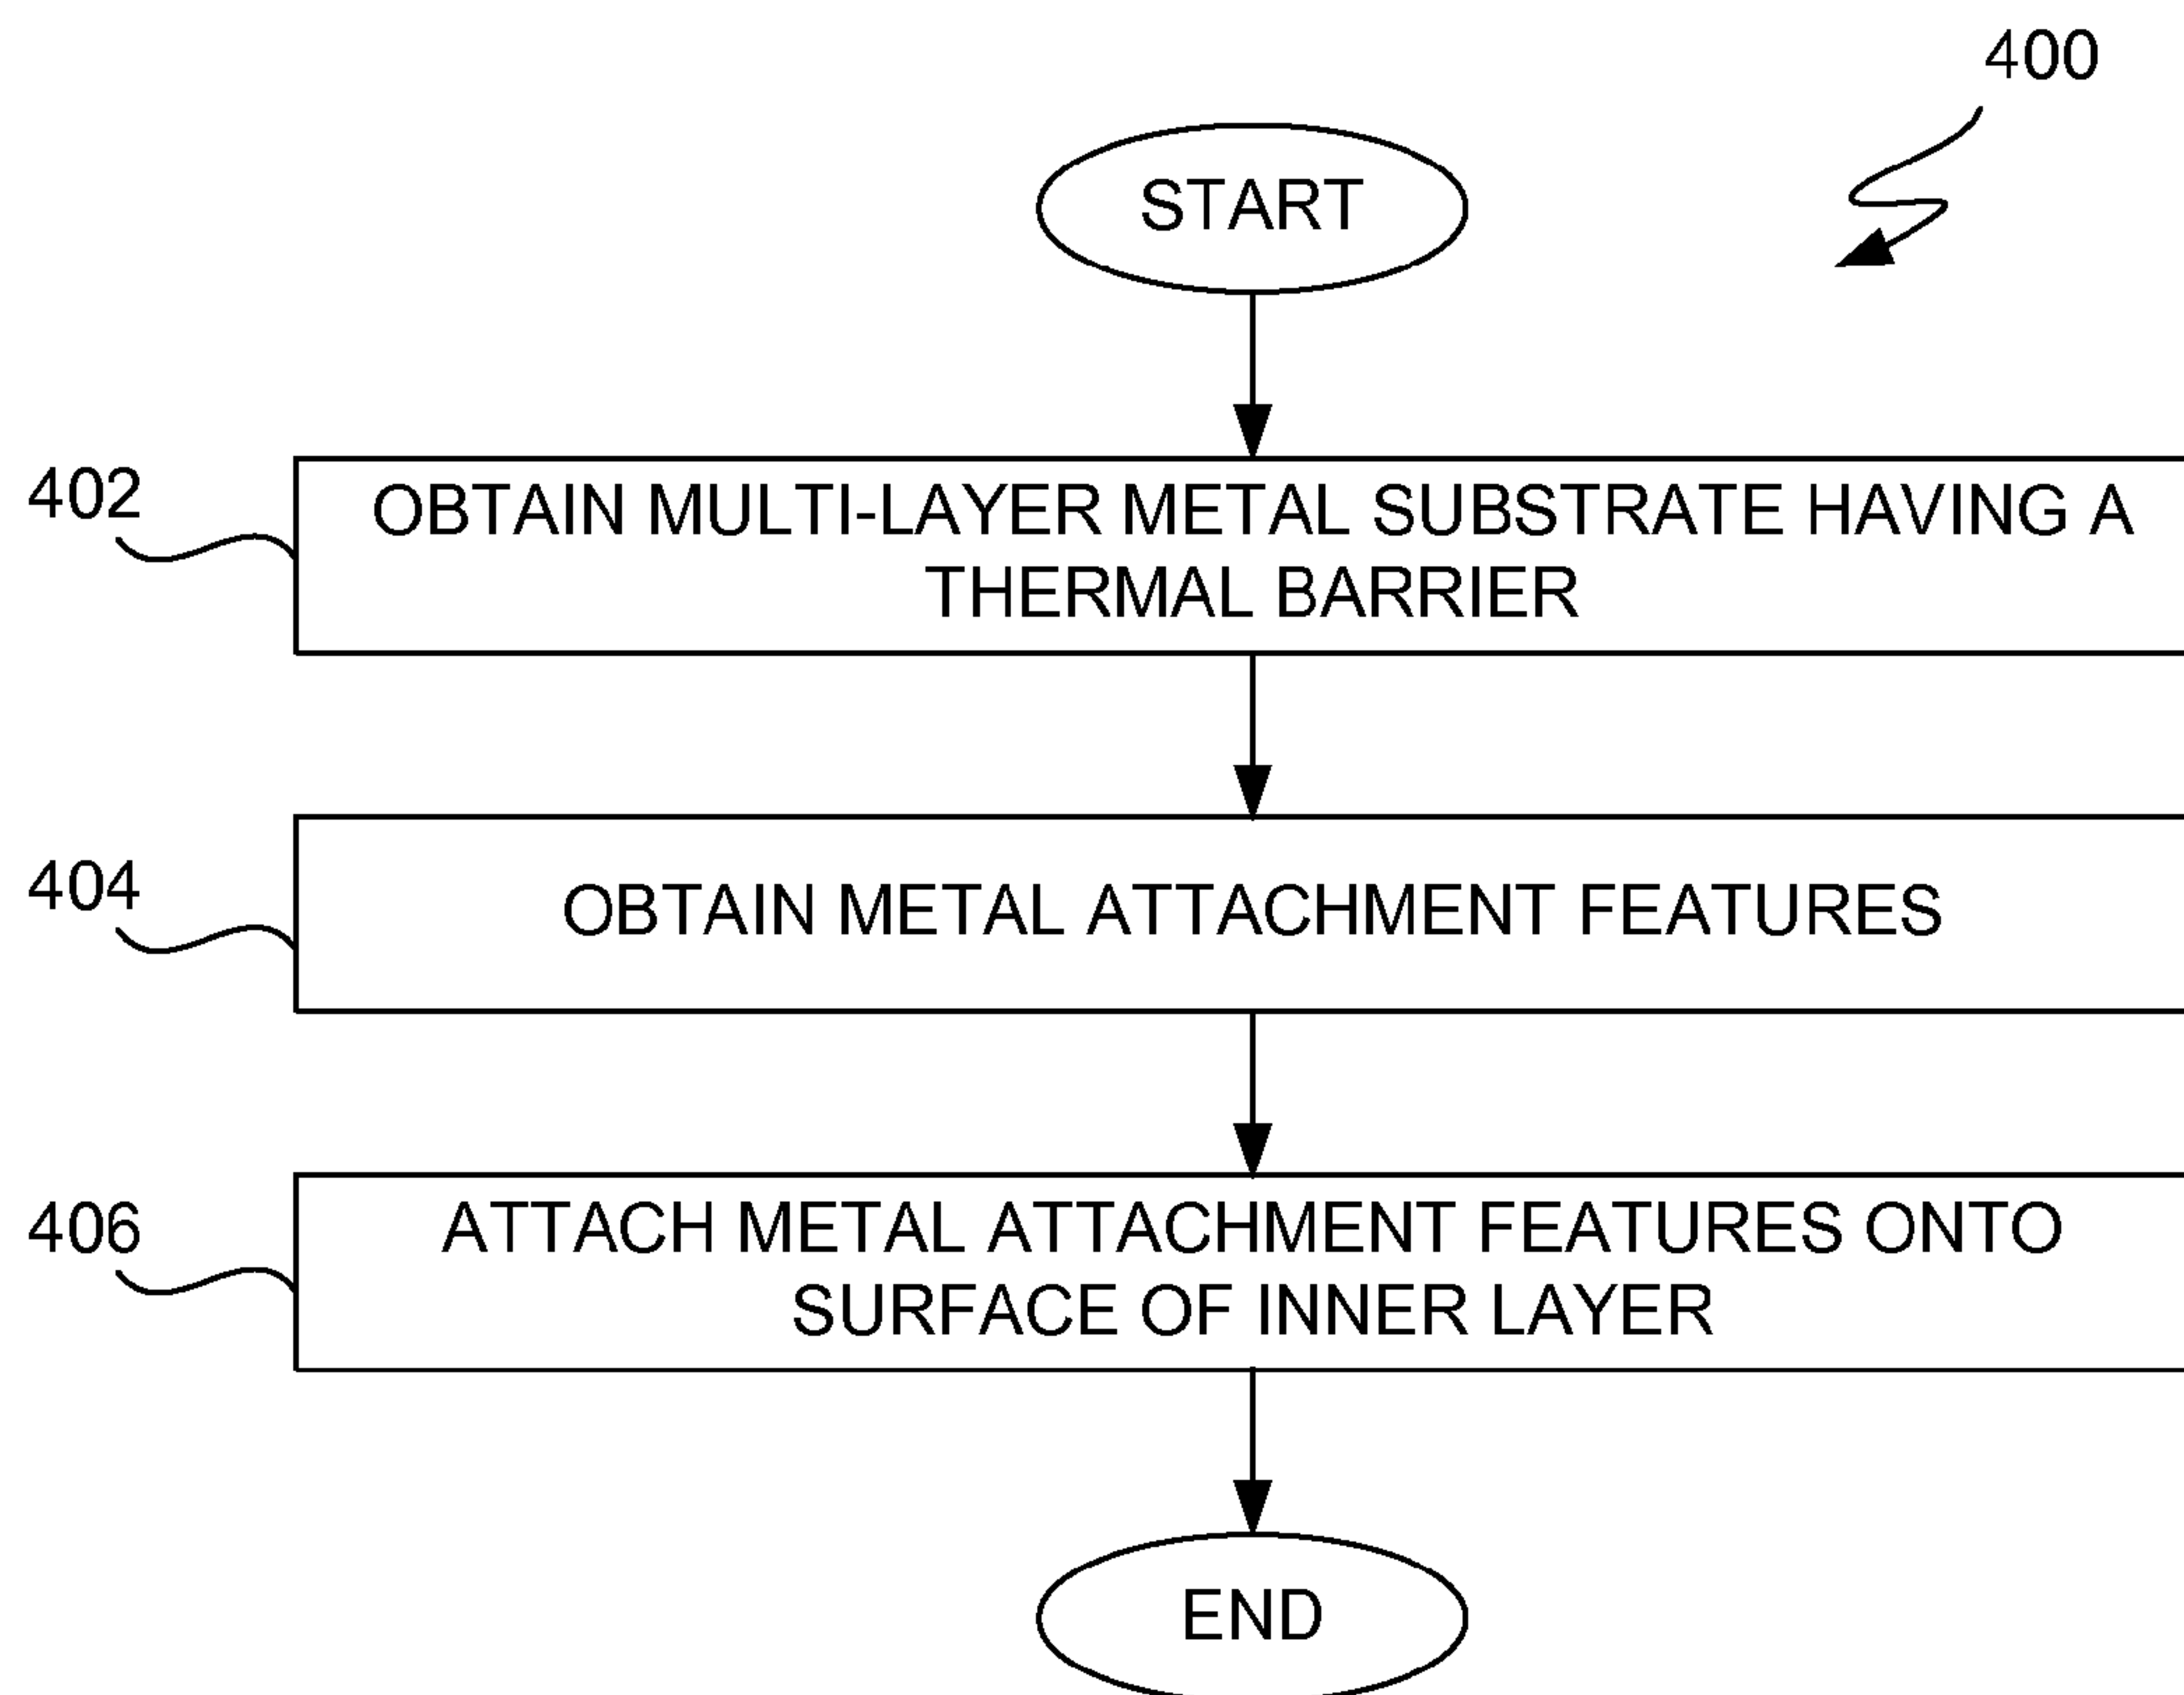 400
START
402
OBTAIN MULTI-LAYER METAL SUBSTRATE HAVING A
THERMAL BARRIER
404
OBTAIN METAL ATTACHMENT FEATURES
406
ATTACH METAL ATTACHMENT FEATURES ONTO
SURFACE OF INNER LAYER
END